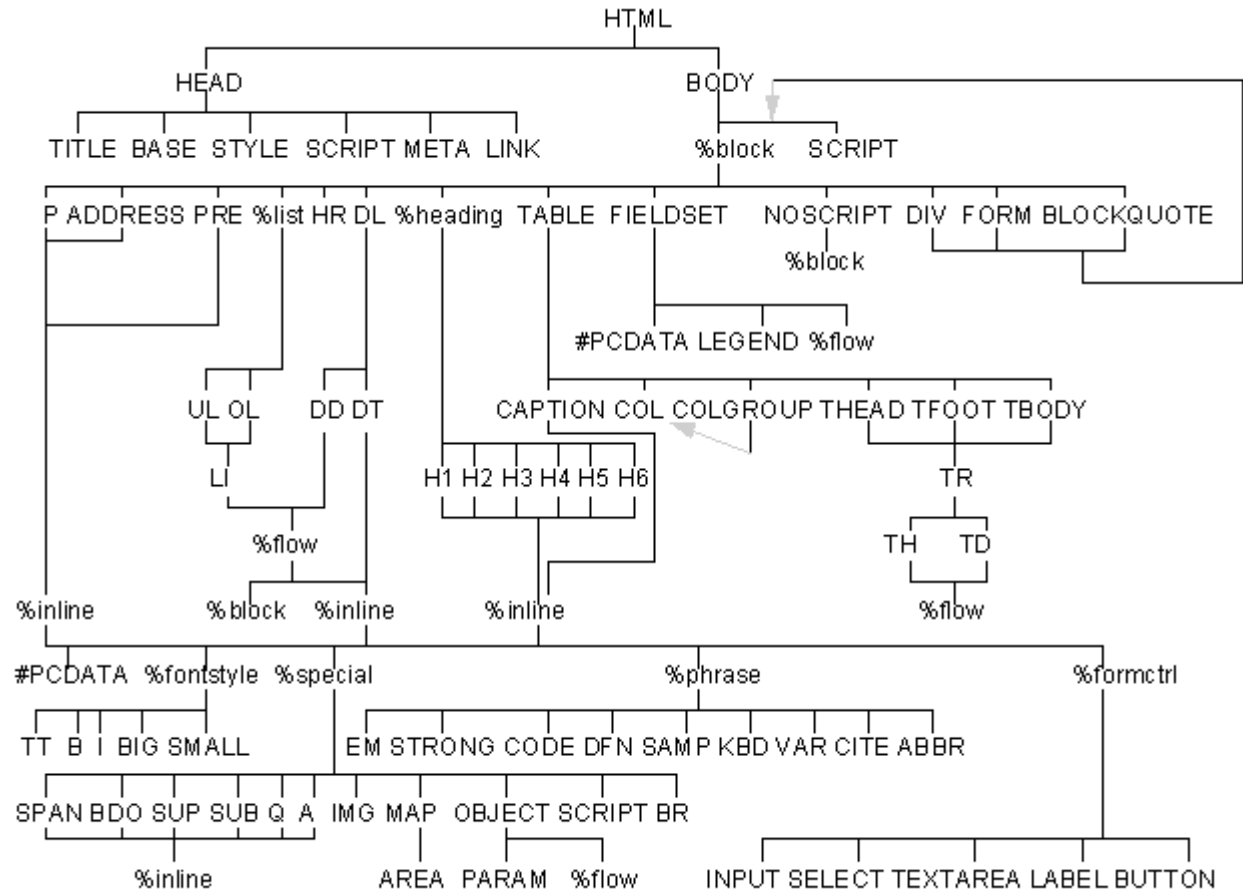 HTML
HEAD BODY
TITLE BASE STYLE SCRIPT META LINK %block SCRIPT
P ADDRESS PRE %list HR DL %heading TABLE FIELDSET NOSCRIPT DIV FORM BLOCKQUOTE
%block
#PCDATA LEGEND %flow
UL OL DD DT CAPTION COL COLGROUP THEAD TFOOT TBODY
LI H1 H2 H3 H4 H5 H6 TR
%flow TH TD
%inline %block %inline %inline %flow
#PCDATA %fontstyle %special %phrase %formctrl
TT B I BIG SMALL EM STRONG CODE DFN SAMP KBD VAR CITE ABBR
SPAN BDO SUP SUB Q A IMG MAP OBJECT SCRIPT BR
%inline AREA PARAM %flow INPUT SELECT TEXTAREA LABEL BUTTON